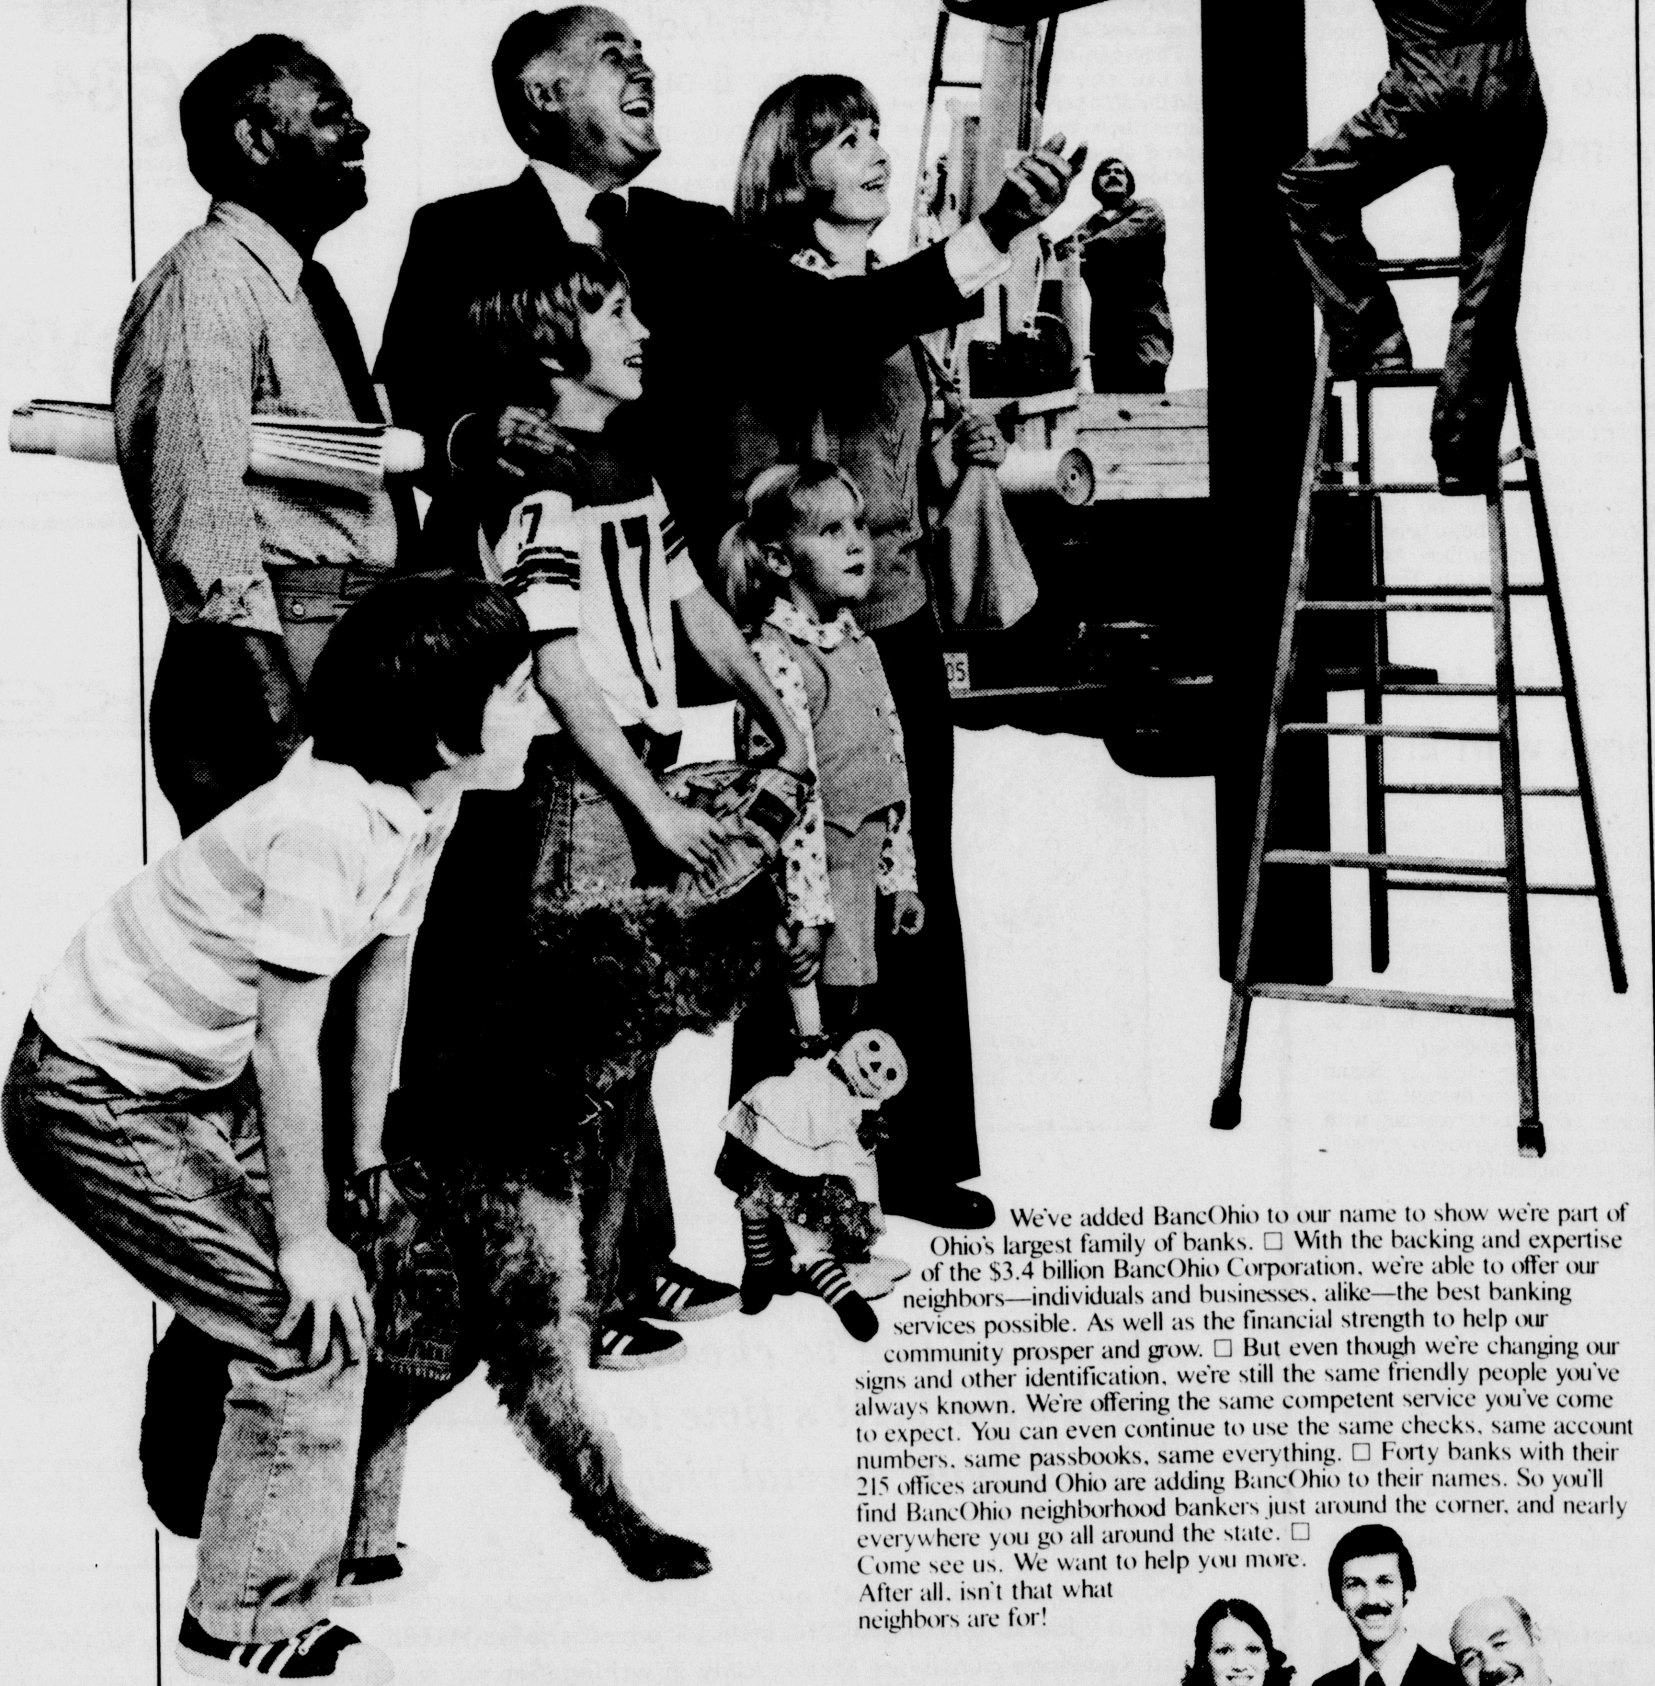 7
17
OS
We've added BancOhio to our name to show we're part of
Ohio's largest family of banks. □ With the backing and expertise
of the $3.4 billion BancOhio Corporation, we're able to offer our
neighbors—individuals and businesses, alike—the best banking
services possible. As well as the financial strength to help our
community prosper and grow. □ But even though we're changing our
signs and other identification, we're still the same friendly people you've
always known. We're offering the same competent service you've come
to expect. You can even continue to use the same checks, same account
numbers, same passbooks, same everything. □ Forty banks with their
215 offices around Ohio are adding BancOhio to their names. So you'll
find BancOhio neighborhood bankers just around the corner, and nearly
everywhere you go all around the state. □
Come see us. We want to help you more.
After all, isn't that what
neighbors are for!